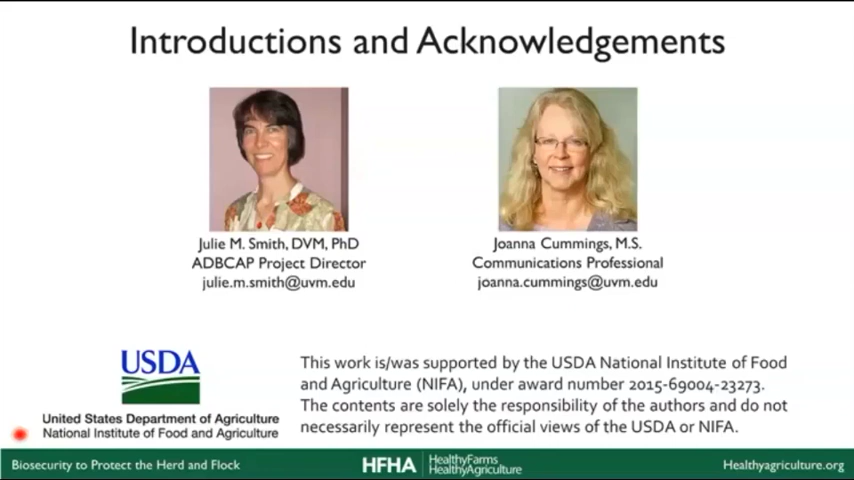 Introductions and Acknowledgements
Julie M. Smith, DVM, PhD
ADBCAP Project Director
julie.m.smith@uvm.edu
Joanna Cummings, M.S.
Communications Professional
joanna.cummings@uvm.edu
USDA
United States Department of Agriculture
National Institute of Food and Agriculture
This work is/was supported by the USDA National Institute of Food
and Agriculture (NIFA), under award number 2015-69004-23273.
The contents are solely the responsibility of the authors and do not
necessarily represent the official views of the USDA or NIFA.
Biosecurity to Protect the Herd and Flock
HFHA
HealthyFarms
HealthyAgriculture
Healthyagriculture.org